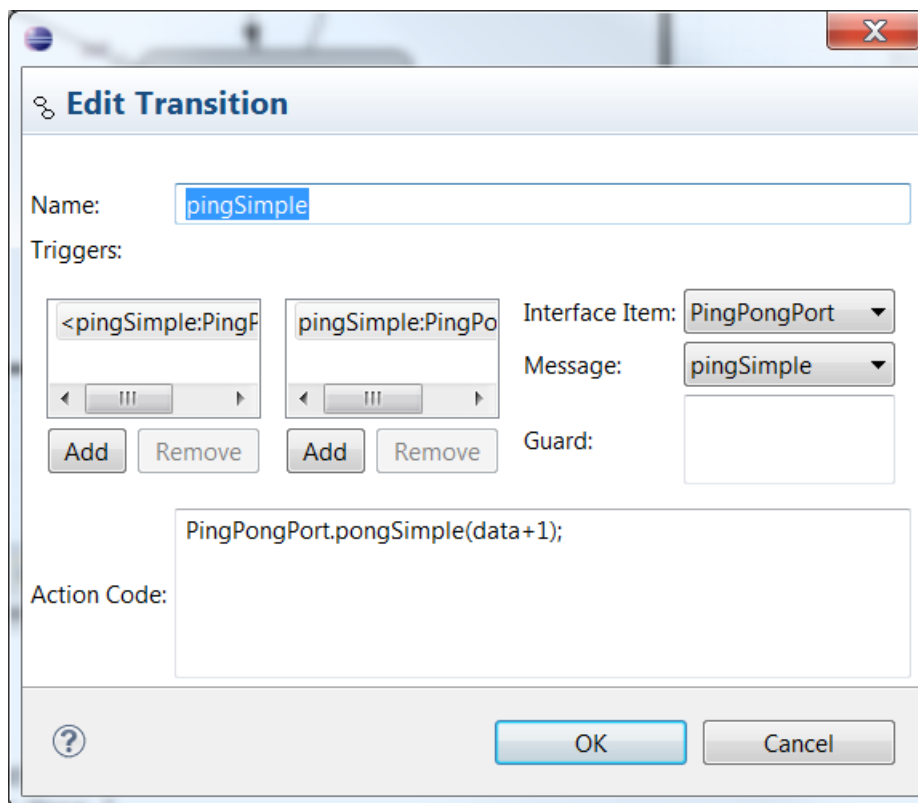 Edit Transition
Name:
pingSimple
Triggers:
<pingSimple:PingP
pingSimple:PingPo
Interface Item:
PingPongPort
Message:
pingSimple
Add
Remove
Add
Remove
Guard:
PingPongPort.pongSimple(data+1);
Action Code:
?
OK
Cancel